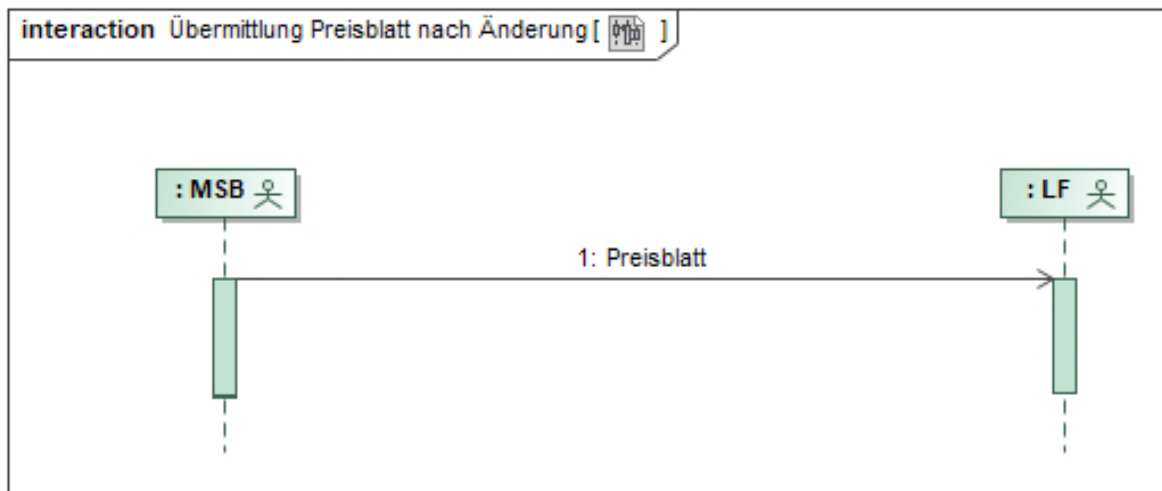 interaction Übermittlung Preisblatt nach Änderung [ ]
: MSB
: LF
1: Preisblatt